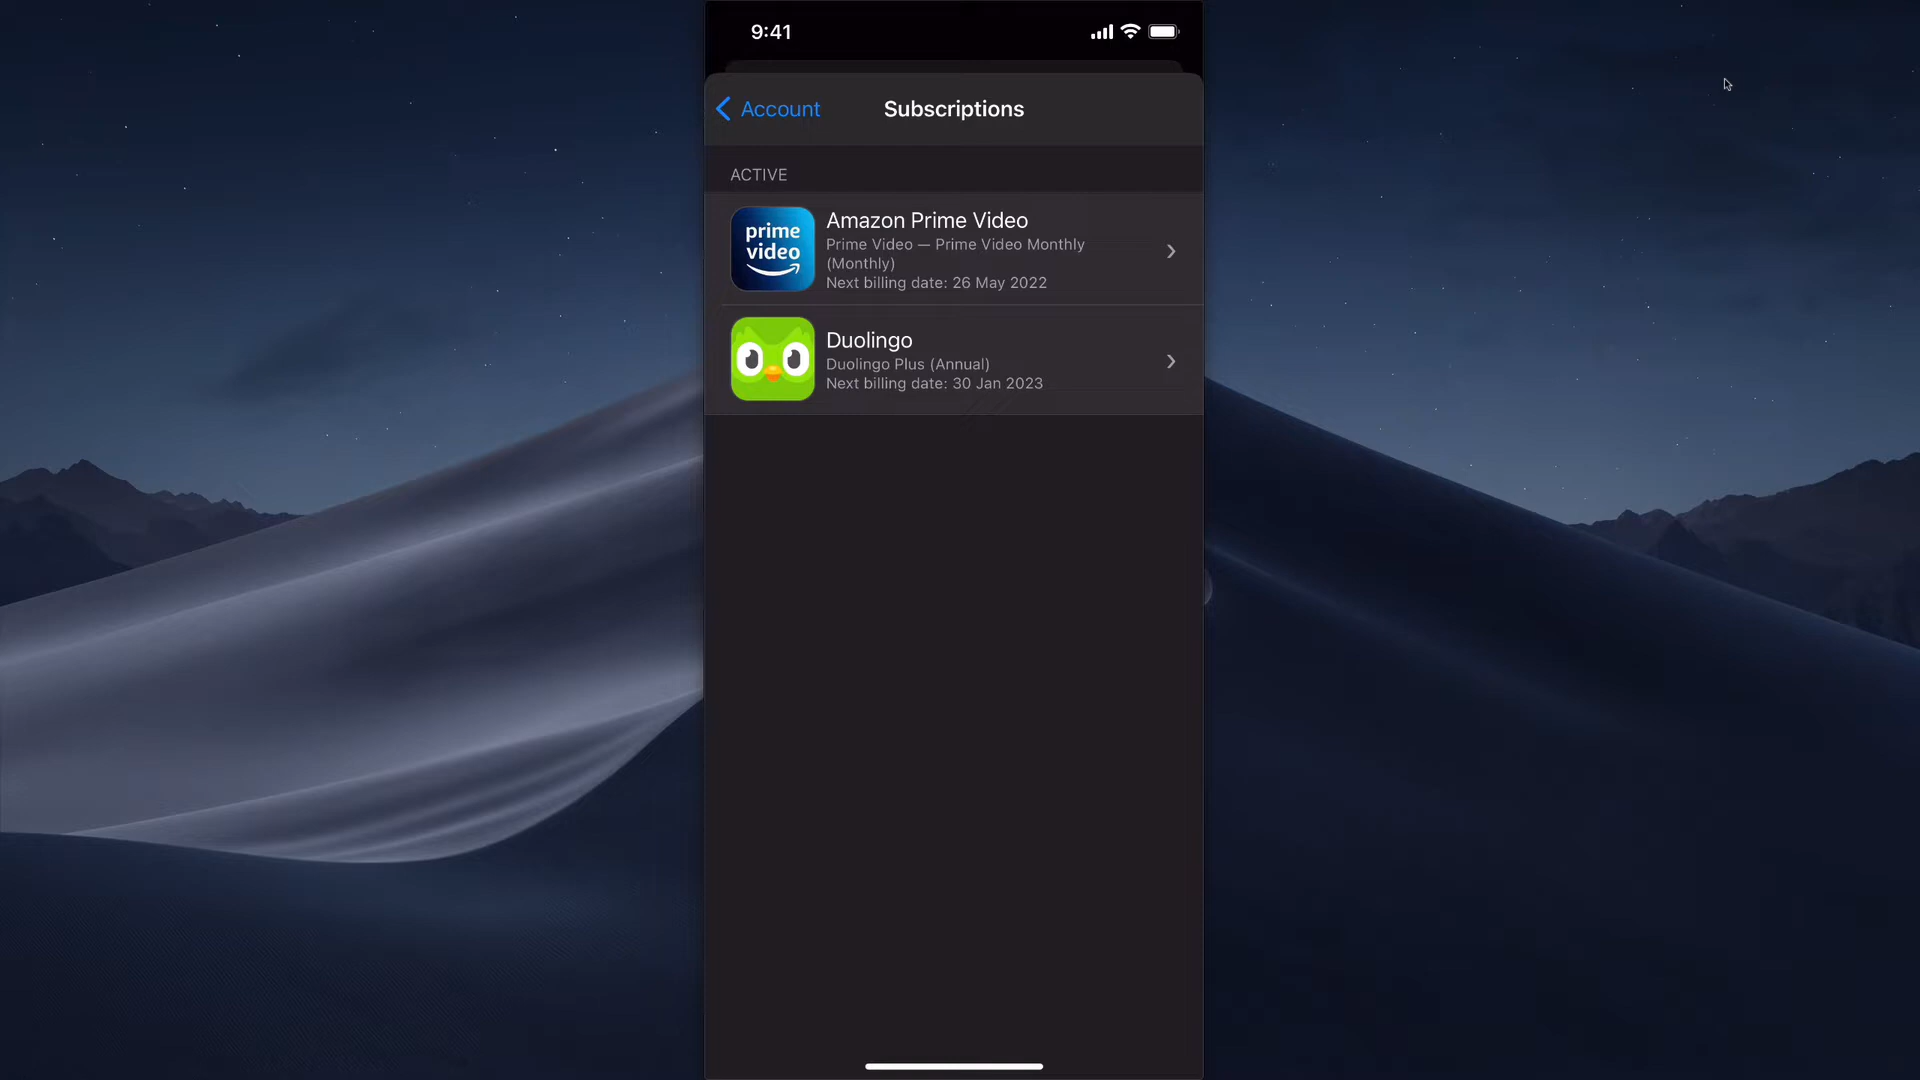 9:41
Account
Subscriptions
ACTIVE
prime
video
Amazon Prime Video
Prime Video — Prime Video Monthly
(Monthly)
Next billing date: 26 May 2022
Duolingo
Duolingo Plus (Annual)
Next billing date: 30 Jan 2023